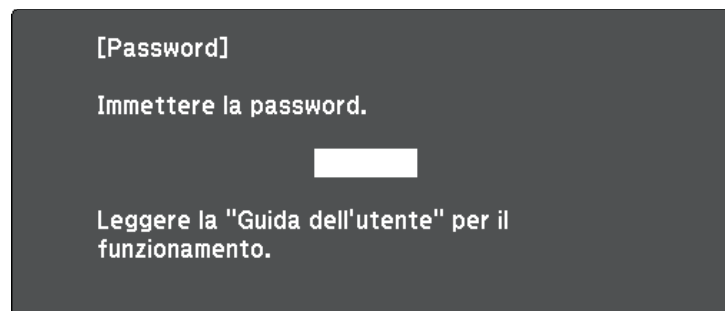 [Password]
Immettere la password.
Leggere la "Guida dell'utente" per il
funzionamento.